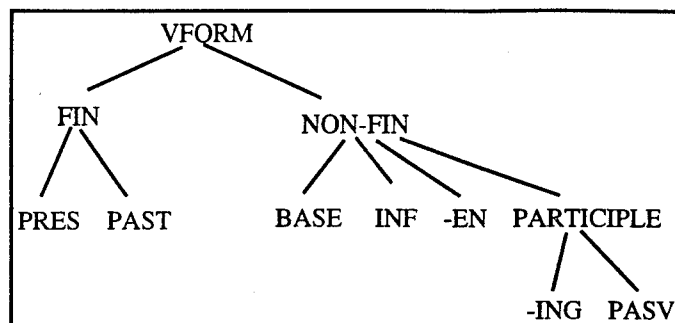 VFORM
FIN NON-FIN
PRES PAST BASE INF -EN PARTICIPLE
-ING PASV